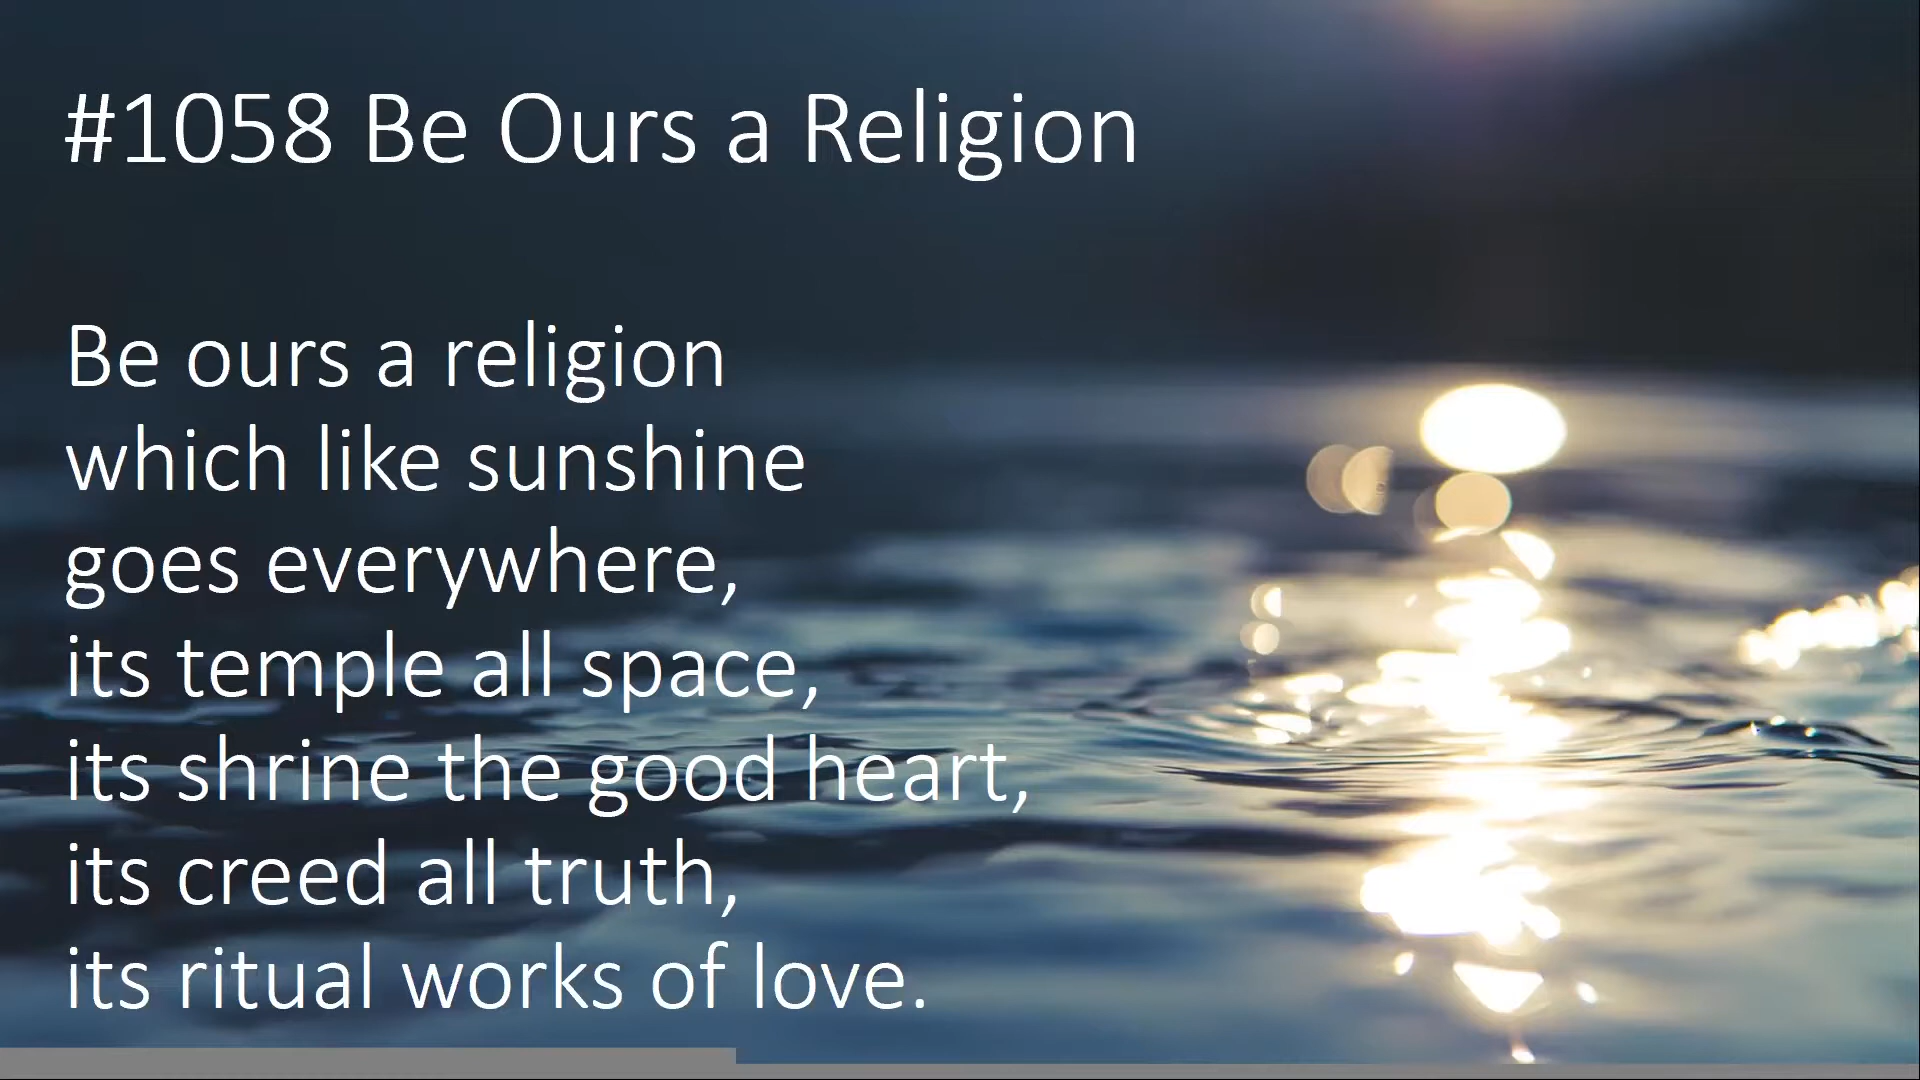 #1058 Be Ours a Religion
Be ours a religion
which like sunshine
goes everywhere,
its temple all space,
its shrine the good heart,
its creed all truth,
its ritual works of love.